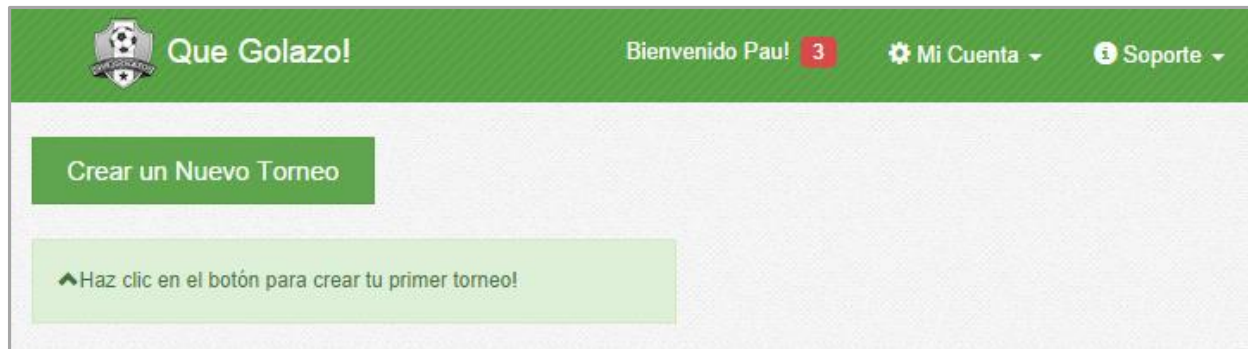 Que Golazo!
Bienvenido Pau! 3
Mi Cuenta
Soporte
Crear un Nuevo Torneo
Haz clic en el botón para crear tu primer torneo!